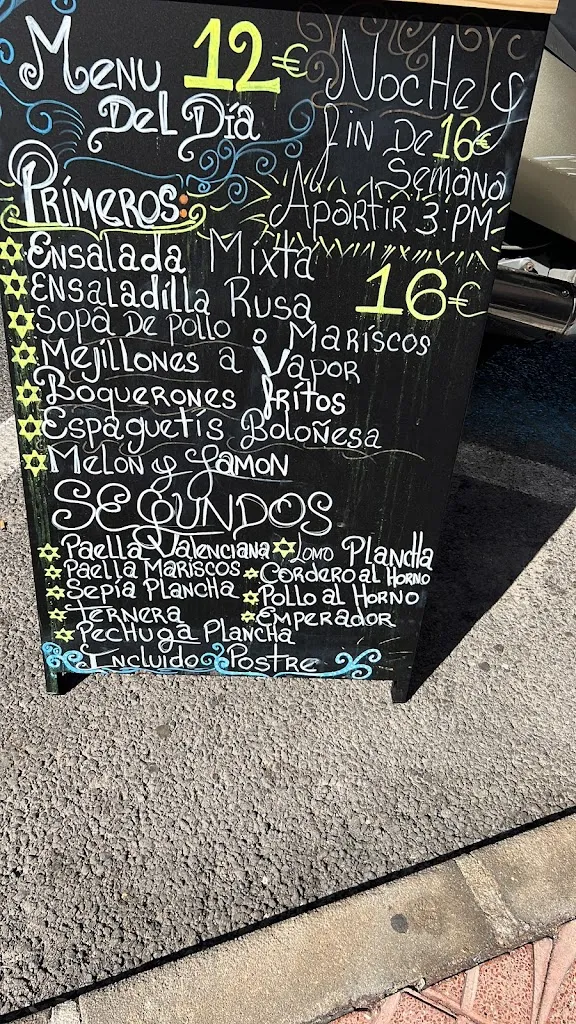 Menu 12€
Del Día
Noche y
fin De 16€
Semana
Apartir 3.PM
16€
Primeros:
Ensalada Mixta
Ensaladilla Rusa
Sopa De Pollo o Mariscos
Mejillones a Vapor
Boquerones fritos
Espaguetis Boloñesa
Melon y Jamon
SEGUNDOS
Paella Valenciana
Paella Mariscos
Sepia Plancha
Ternera
Pechuga Plancha
Lomo Plancha
Cordero al Horno
Pollo al Horno
Emperador
Incluido Postre